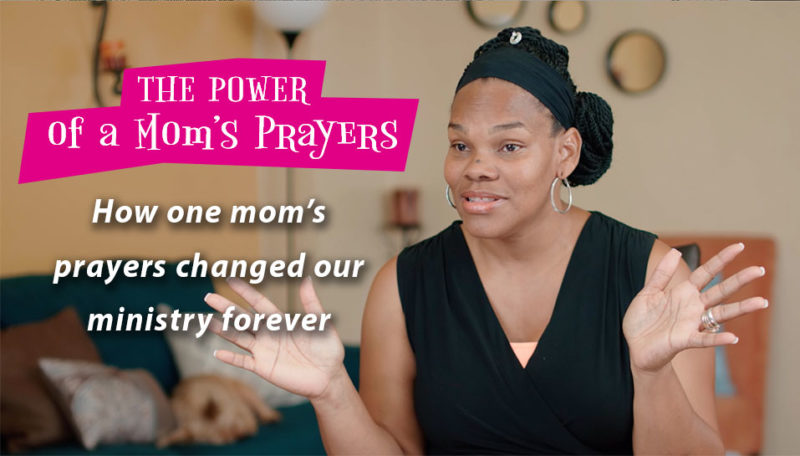 THE POWER
OF A MOM'S PRAYERS
How one mom's
prayers changed our
ministry forever